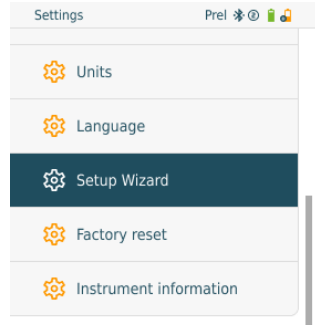 Settings Prel
Units
Language
Setup Wizard
Factory reset
Instrument information